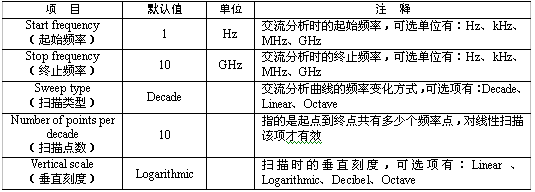 项 目 默认值 单位 注 释
Start frequency
（起始频率）
1 Hz
交流分析时的起始频率，可选单位有：Hz、kHz、
MHz、GHz
Stop frequency
（终止频率）
10 GHz
交流分析时的终止频率，可选单位有：Hz、kHz、
MHz、GHz
Sweep type
（扫描类型）
Decade
交流分析曲线的频率变化方式，可选项有：Decade、
Linear、Octave
Number of points per
decade
（扫描点数）
10
指的是起点到终点共有多少个频率点，对线性扫描
该项才有效
Vertical scale
（垂直刻度）
Logarithmic
扫描时的垂直刻度，可选项有：Linear 、
Logarithmic、Decibel、Octave